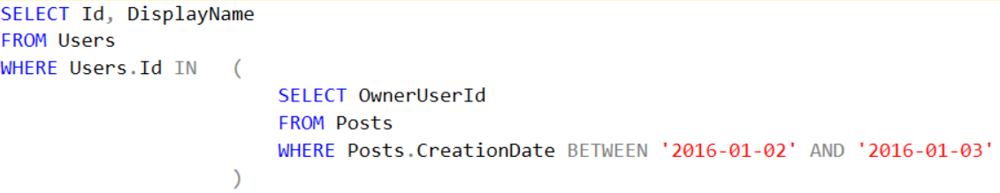 SELECT Id, DisplayName
FROM Users
WHERE Users.Id IN (
SELECT OwnerUserId
FROM Posts
WHERE Posts.CreationDate BETWEEN '2016-01-02' AND '2016-01-03'
)